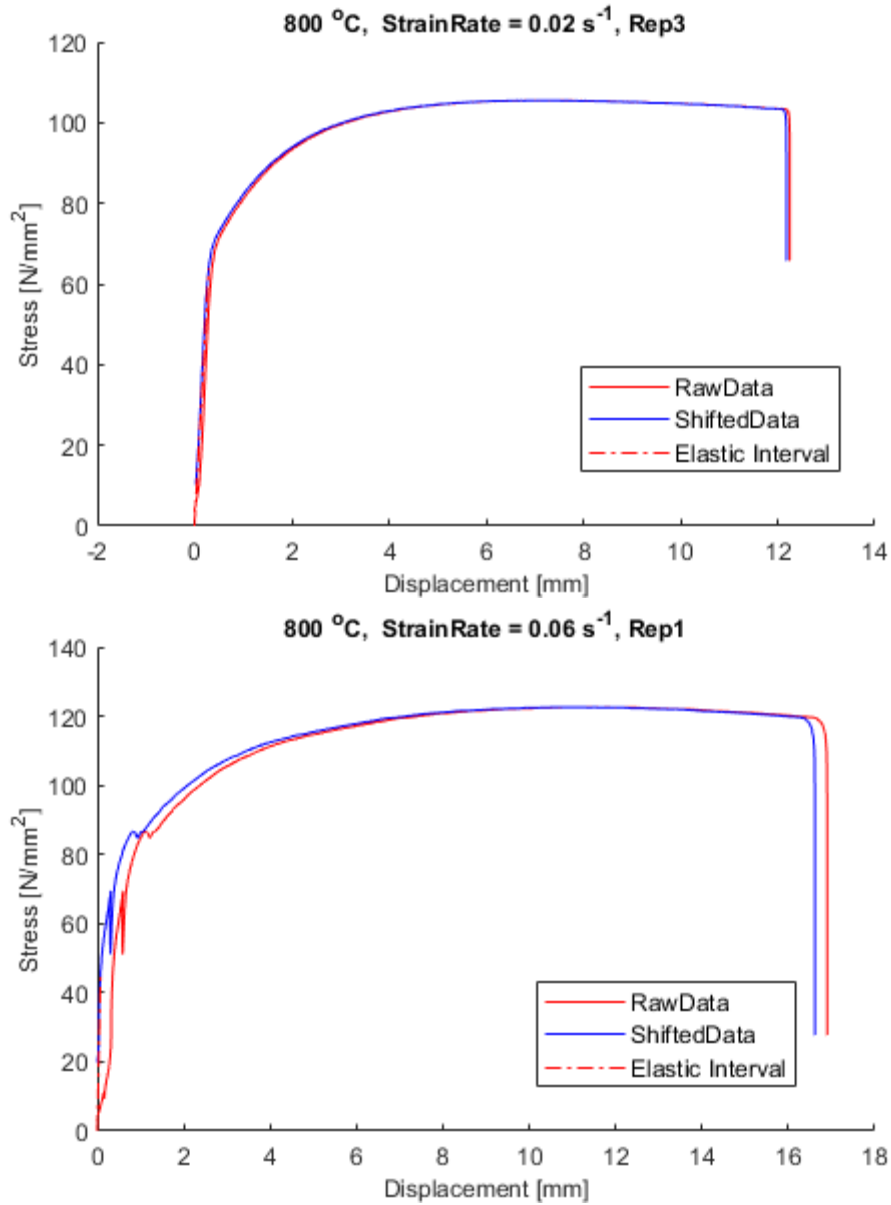 800 °C, StrainRate = 0.02 s⁻¹, Rep3
120
100
80
60
40
20
0
Stress [N/mm²]
RawData
ShiftedData
Elastic Interval
-2 0 2 4 6 8 10 12 14
Displacement [mm]
800 °C, StrainRate = 0.06 s⁻¹, Rep1
140
120
100
80
60
40
20
0
Stress [N/mm²]
RawData
ShiftedData
Elastic Interval
0 2 4 6 8 10 12 14 16 18
Displacement [mm]